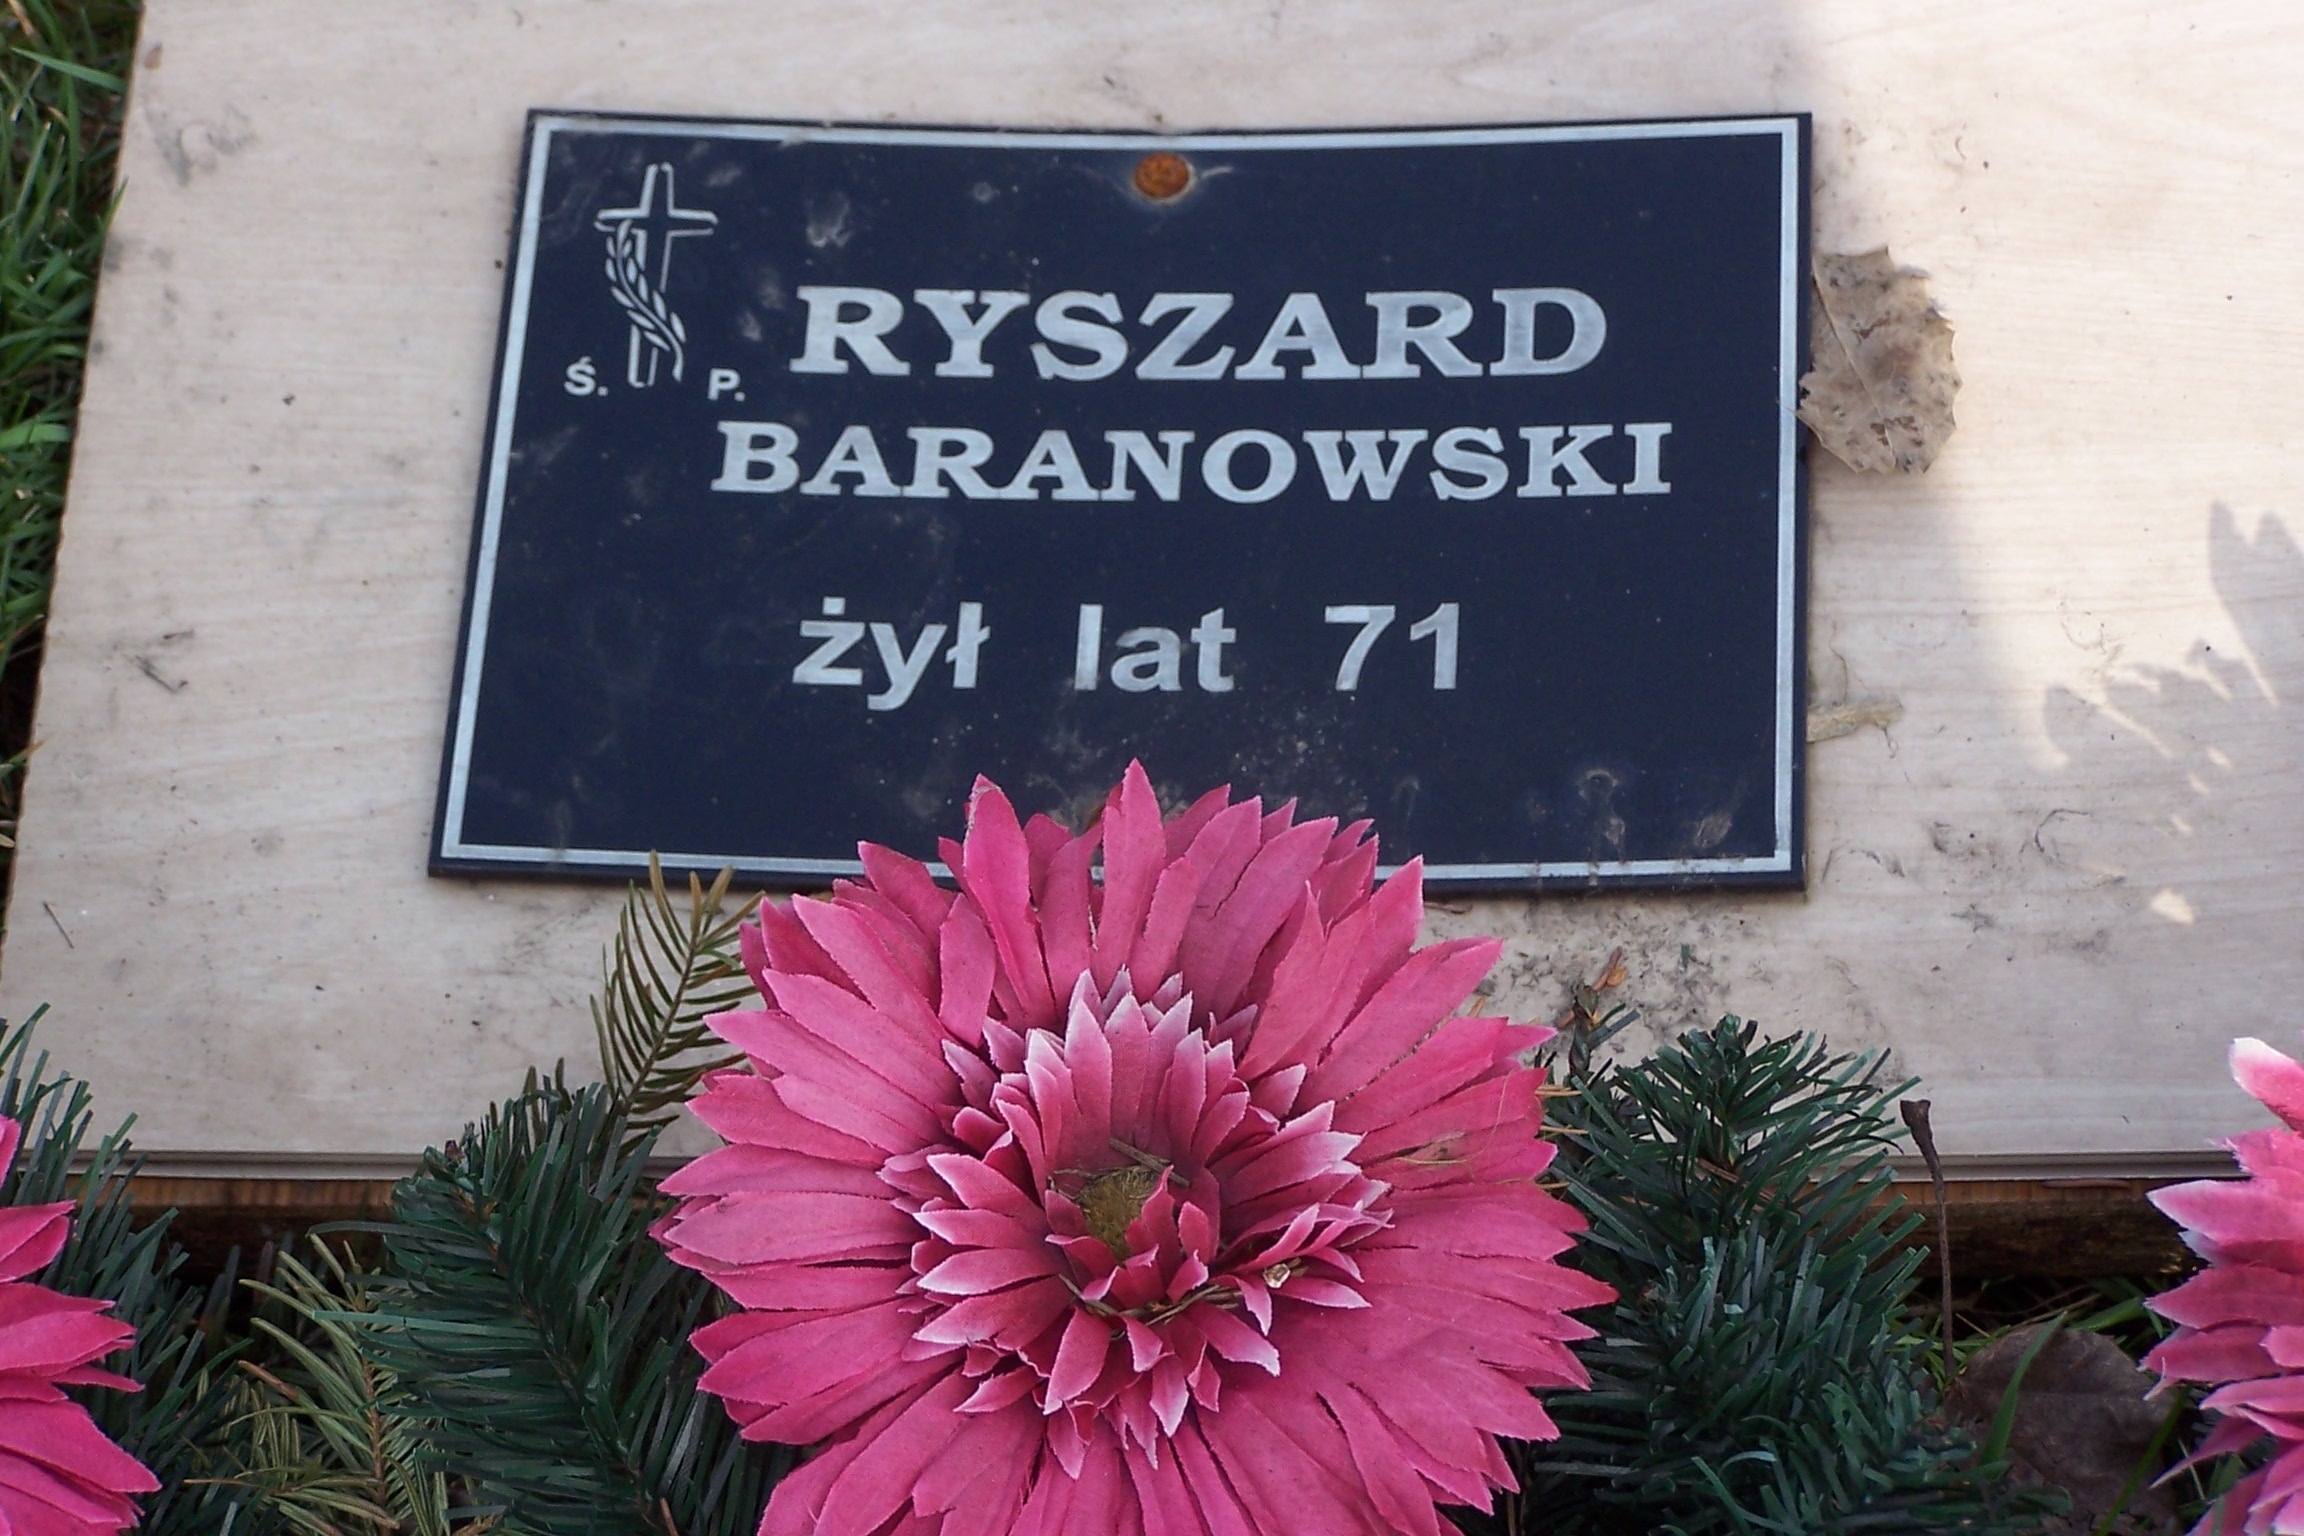 Ś. P.
RYSZARD
BARANOWSKI
żył lat 71